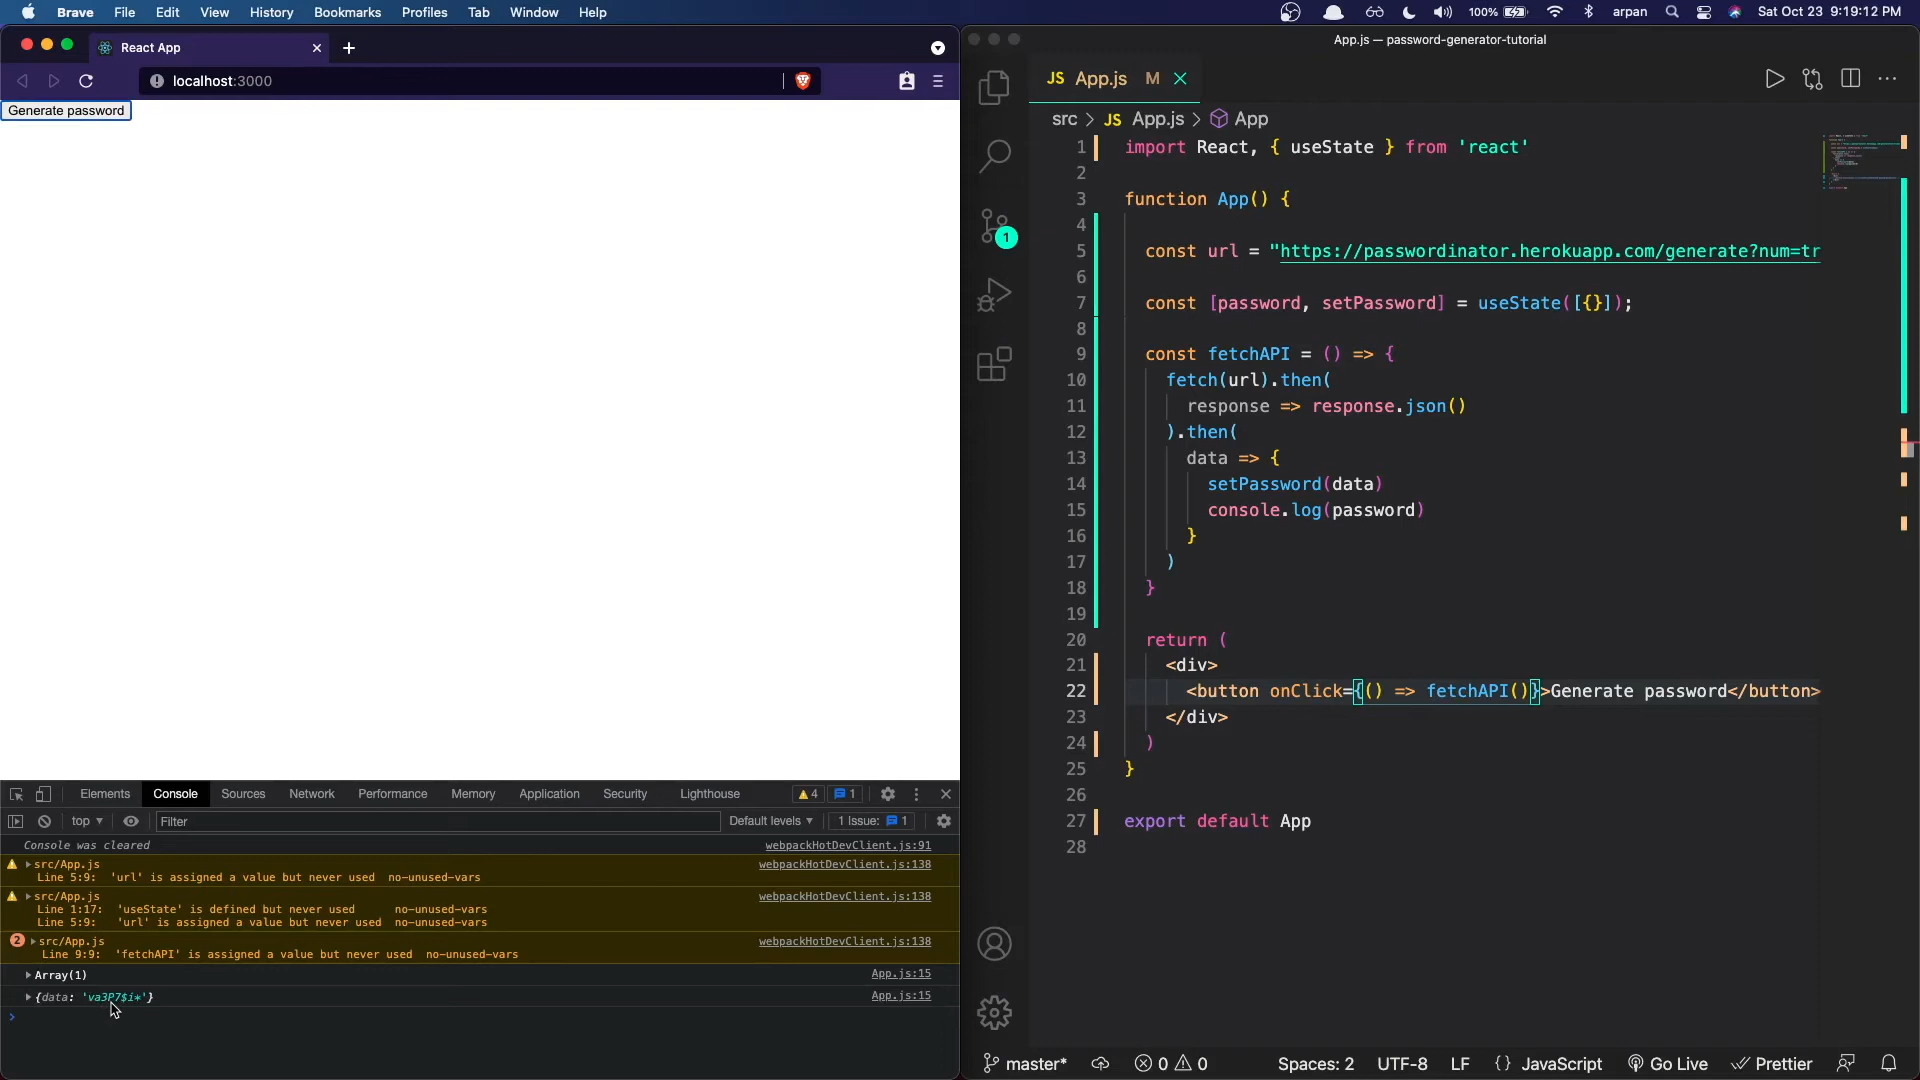 Brave File Edit View History Bookmarks Profiles Tab Window Help
100% arpan Sat Oct 23 9:19:12 PM
React App
localhost:3000
Generate password
App.js — password-generator-tutorial
JS App.js M
src > JS App.js > App
1 import React, { useState } from 'react'
2
3 function App() {
4
5 const url = "https://passwordinator.herokuapp.com/generate?num=tr
6
7 const [password, setPassword] = useState([{}]);
8
9 const fetchAPI = () => {
10 fetch(url).then(
11 response => response.json()
12 ).then(
13 data => {
14 setPassword(data)
15 console.log(password)
16 }
17 )
18 }
19
20 return (
21 <div>
22 <button onClick={() => fetchAPI()}>Generate password</button>
23 </div>
24 )
25 }
26
27 export default App
28
1
Elements Console Sources Network Performance Memory Application Security Lighthouse 4 1
top Filter Default levels 1 Issue: 1
Console was cleared webpackHotDevClient.js:91
src/App.js webpackHotDevClient.js:138
Line 5:9: 'url' is assigned a value but never used no-unused-vars
src/App.js webpackHotDevClient.js:138
Line 1:17: 'useState' is defined but never used no-unused-vars
Line 5:9: 'url' is assigned a value but never used no-unused-vars
2 src/App.js webpackHotDevClient.js:138
Line 9:9: 'fetchAPI' is assigned a value but never used no-unused-vars
Array(1) App.js:15
{data: 'va3P7$i*'} App.js:15
master* 0 0 Spaces: 2 UTF-8 LF {} JavaScript Go Live Prettier